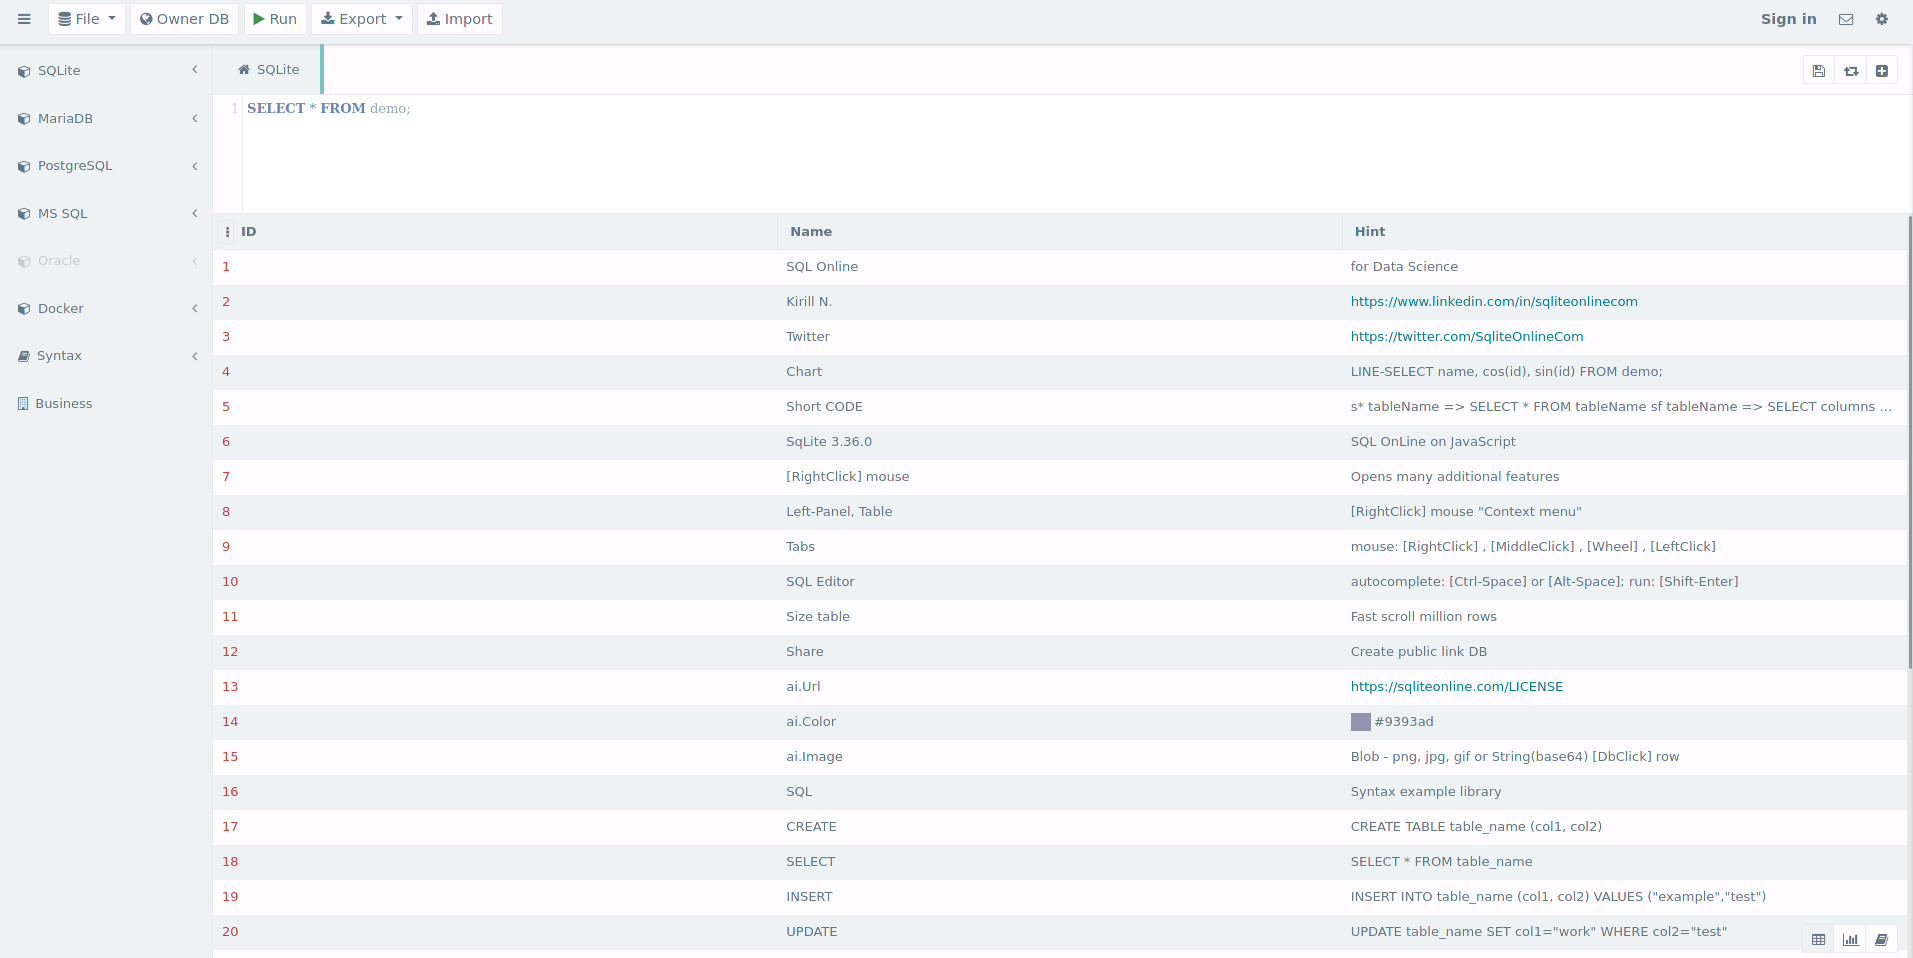 File Owner DB Run Export Import Sign in
SQLite
MariaDB
PostgreSQL
MS SQL
Oracle
Docker
Syntax
Business
SQLite
1 SELECT * FROM demo;
ID Name Hint
1 SQL Online for Data Science
2 Kirill N. https://www.linkedin.com/in/sqliteonlinecom
3 Twitter https://twitter.com/SqliteOnlineCom
4 Chart LINE-SELECT name, cos(id), sin(id) FROM demo;
5 Short CODE s* tableName => SELECT * FROM tableName sf tableName => SELECT columns ...
6 SqLite 3.36.0 SQL OnLine on JavaScript
7 [RightClick] mouse Opens many additional features
8 Left-Panel, Table [RightClick] mouse "Context menu"
9 Tabs mouse: [RightClick] , [MiddleClick] , [Wheel] , [LeftClick]
10 SQL Editor autocomplete: [Ctrl-Space] or [Alt-Space]; run: [Shift-Enter]
11 Size table Fast scroll million rows
12 Share Create public link DB
13 ai.Url https://sqliteonline.com/LICENSE
14 ai.Color #9393ad
15 ai.Image Blob - png, jpg, gif or String(base64) [DbClick] row
16 SQL Syntax example library
17 CREATE CREATE TABLE table_name (col1, col2)
18 SELECT SELECT * FROM table_name
19 INSERT INSERT INTO table_name (col1, col2) VALUES ("example","test")
20 UPDATE UPDATE table_name SET col1="work" WHERE col2="test"